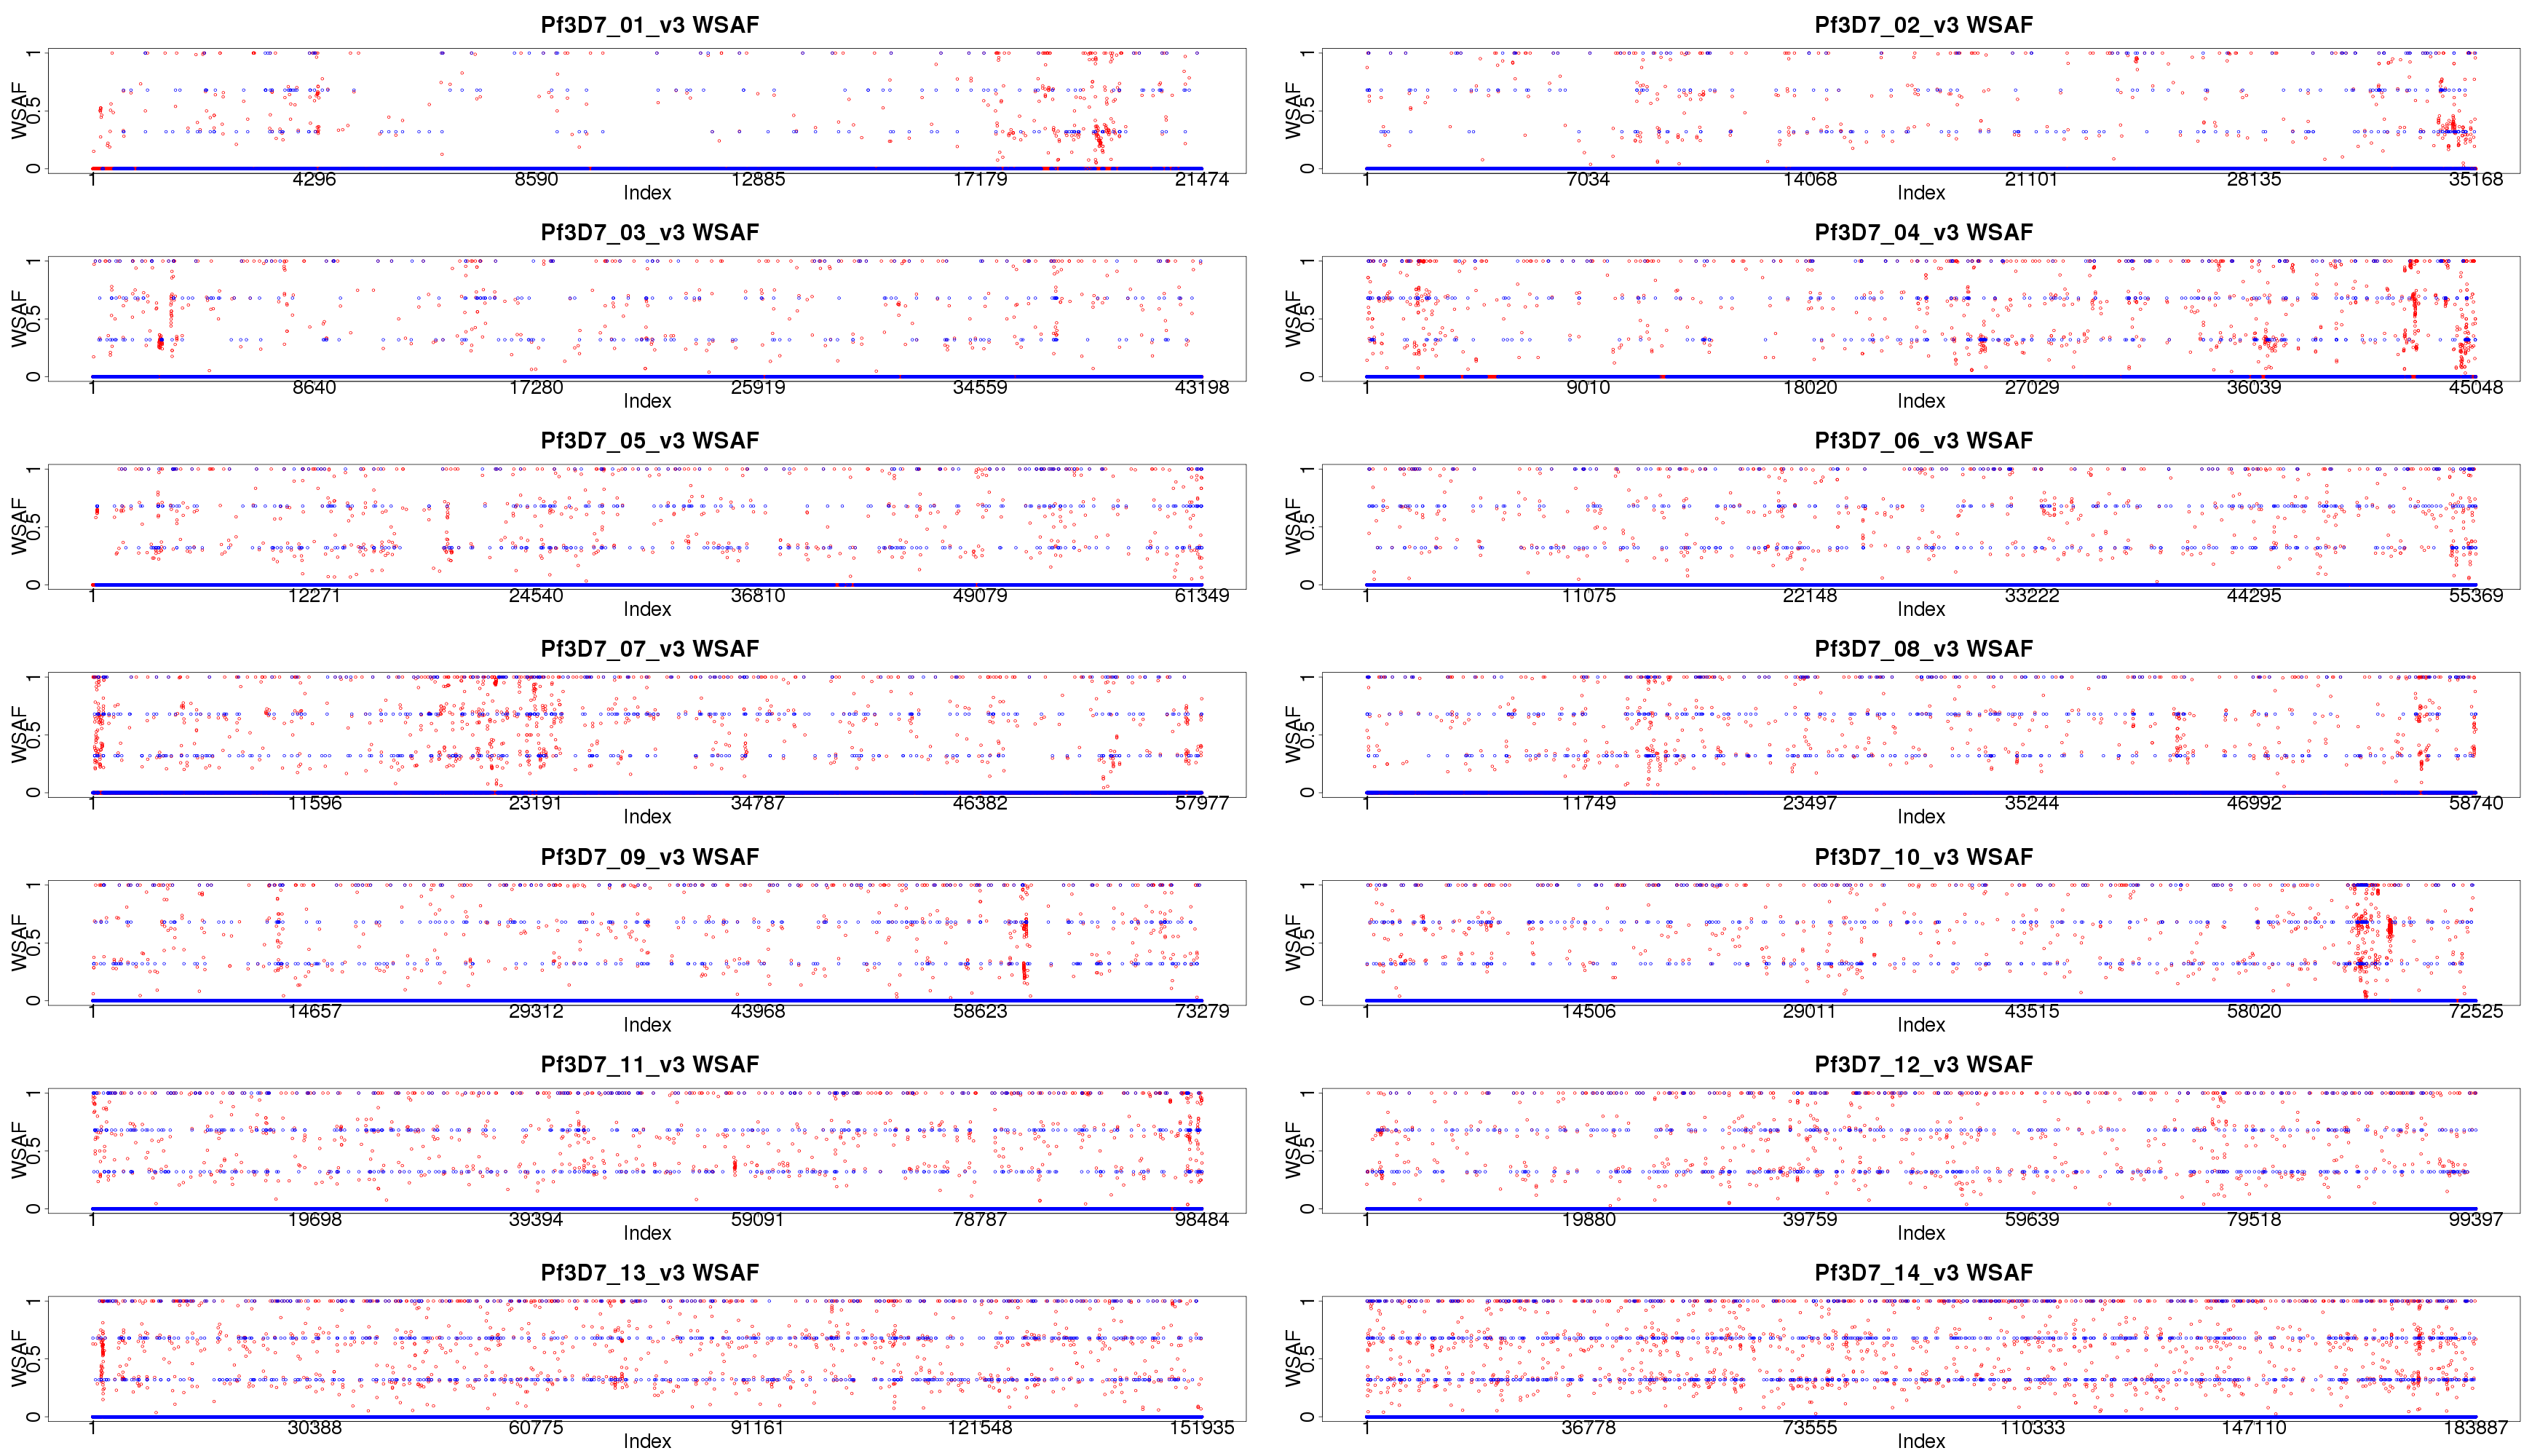 Pf3D7_01_v3 WSAF
WSAF
0 0.5 1
1 4296 8590 12885 17179 21474
Index
Pf3D7_02_v3 WSAF
WSAF
0 0.5 1
1 7034 14068 21101 28135 35168
Index
Pf3D7_03_v3 WSAF
WSAF
0 0.5 1
1 8640 17280 25919 34559 43198
Index
Pf3D7_04_v3 WSAF
WSAF
0 0.5 1
1 9010 18020 27029 36039 45048
Index
Pf3D7_05_v3 WSAF
WSAF
0 0.5 1
1 12271 24540 36810 49079 61349
Index
Pf3D7_06_v3 WSAF
WSAF
0 0.5 1
1 11075 22148 33222 44295 55369
Index
Pf3D7_07_v3 WSAF
WSAF
0 0.5 1
1 11596 23191 34787 46382 57977
Index
Pf3D7_08_v3 WSAF
WSAF
0 0.5 1
1 11749 23497 35244 46992 58740
Index
Pf3D7_09_v3 WSAF
WSAF
0 0.5 1
1 14657 29312 43968 58623 73279
Index
Pf3D7_10_v3 WSAF
WSAF
0 0.5 1
1 14506 29011 43515 58020 72525
Index
Pf3D7_11_v3 WSAF
WSAF
0 0.5 1
1 19698 39394 59091 78787 98484
Index
Pf3D7_12_v3 WSAF
WSAF
0 0.5 1
1 19880 39759 59639 79518 99397
Index
Pf3D7_13_v3 WSAF
WSAF
0 0.5 1
1 30388 60775 91161 121548 151935
Index
Pf3D7_14_v3 WSAF
WSAF
0 0.5 1
1 36778 73555 110333 147110 183887
Index